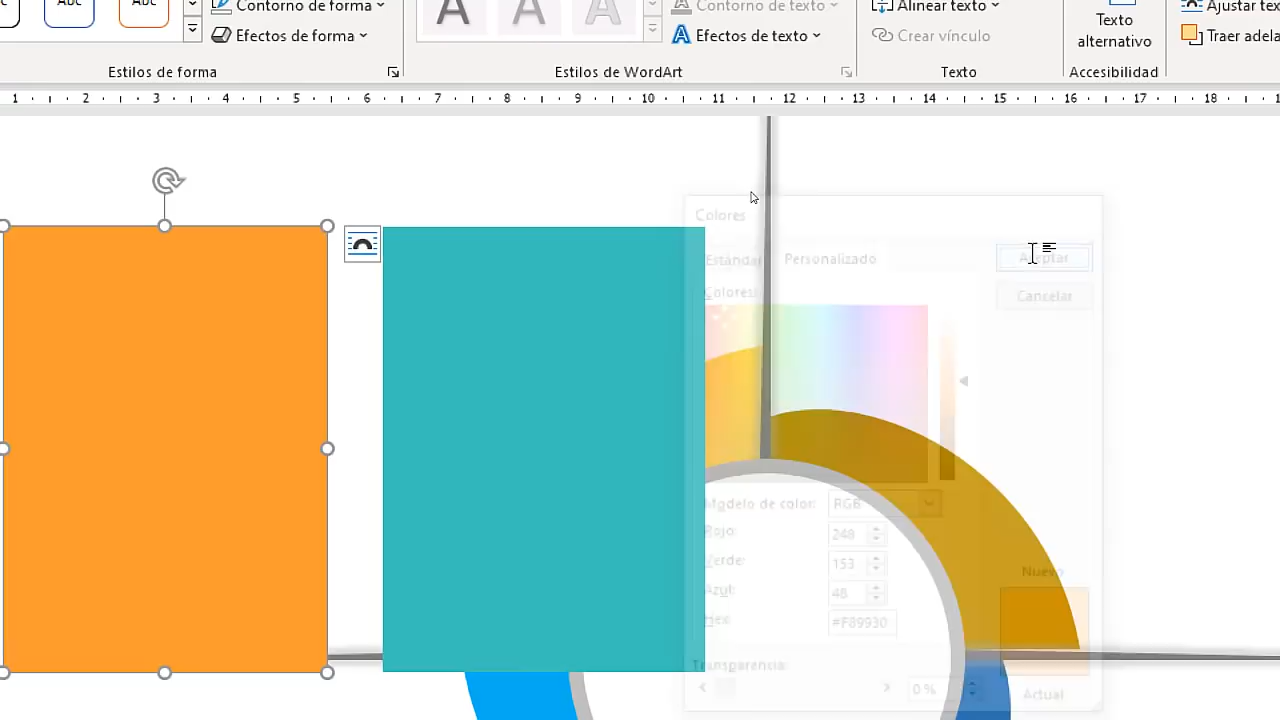 Abc Abc
Contorno de forma
Efectos de forma
Estilos de forma
A A A
Contorno de texto
Efectos de texto
Estilos de WordArt
Alinear texto
Crear vínculo
Texto
Texto alternativo
Accesibilidad
Ajustar tex
Traer adela
1 2 3 4 5 6 7 8 9 10 11 12 13 14 15 16 17 18
Colores
Estándar Personalizado
Aceptar
Colores:
Cancelar
Modelo de color: RGB
Rojo: 248
Verde: 153
Azul: 48
Hex: #F89930
Nuevo
Transparencia:
0 %
Actual